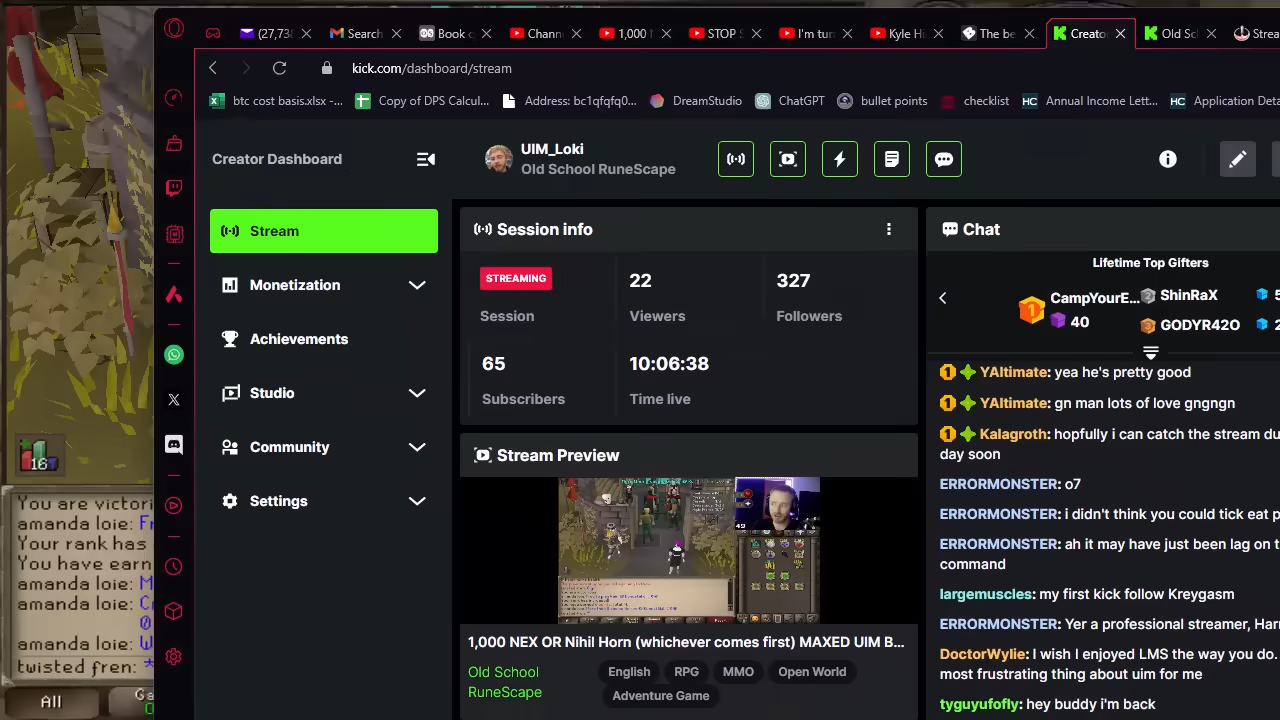 (27,73
Search
Book c
Chann
1,000 N
STOP S
I'm tur
Kyle Hi
The be
Creato
Old Sc
Strea
kick.com/dashboard/stream
btc cost basis.xlsx -...
Copy of DPS Calcul...
Address: bc1qfqfq0...
DreamStudio
ChatGPT
bullet points
checklist
HC Annual Income Lett...
HC Application Deta
Creator Dashboard
UIM_Loki
Old School RuneScape
Stream
Monetization
Achievements
Studio
Community
Settings
Session info
STREAMING
Session
22
Viewers
327
Followers
65
Subscribers
10:06:38
Time live
Stream Preview
1,000 NEX OR Nihil Horn (whichever comes first) MAXED UIM B...
Old School
RuneScape
English
RPG
MMO
Open World
Adventure Game
Chat
Lifetime Top Gifters
CampYourE...
40
ShinRaX
5
GODYR42O
2
YAltimate: yea he's pretty good
YAltimate: gn man lots of love gngngn
Kalagroth: hopefully i can catch the stream du
day soon
ERRORMONSTER: o7
ERRORMONSTER: i didn't think you could tick eat p
ERRORMONSTER: ah it may have just been lag on t
command
largemuscles: my first kick follow Kreygasm
ERRORMONSTER: Yer a professional streamer, Har
DoctorWylie: I wish I enjoyed LMS the way you do.
most frustrating thing about uim for me
tyguyufofly: hey buddy i'm back
16
You are victori
amanda loie: Fr
Your rank has
You have earn
amanda loie: M
amanda loie: C
amanda loie: W
twisted fren: *
All
Ga